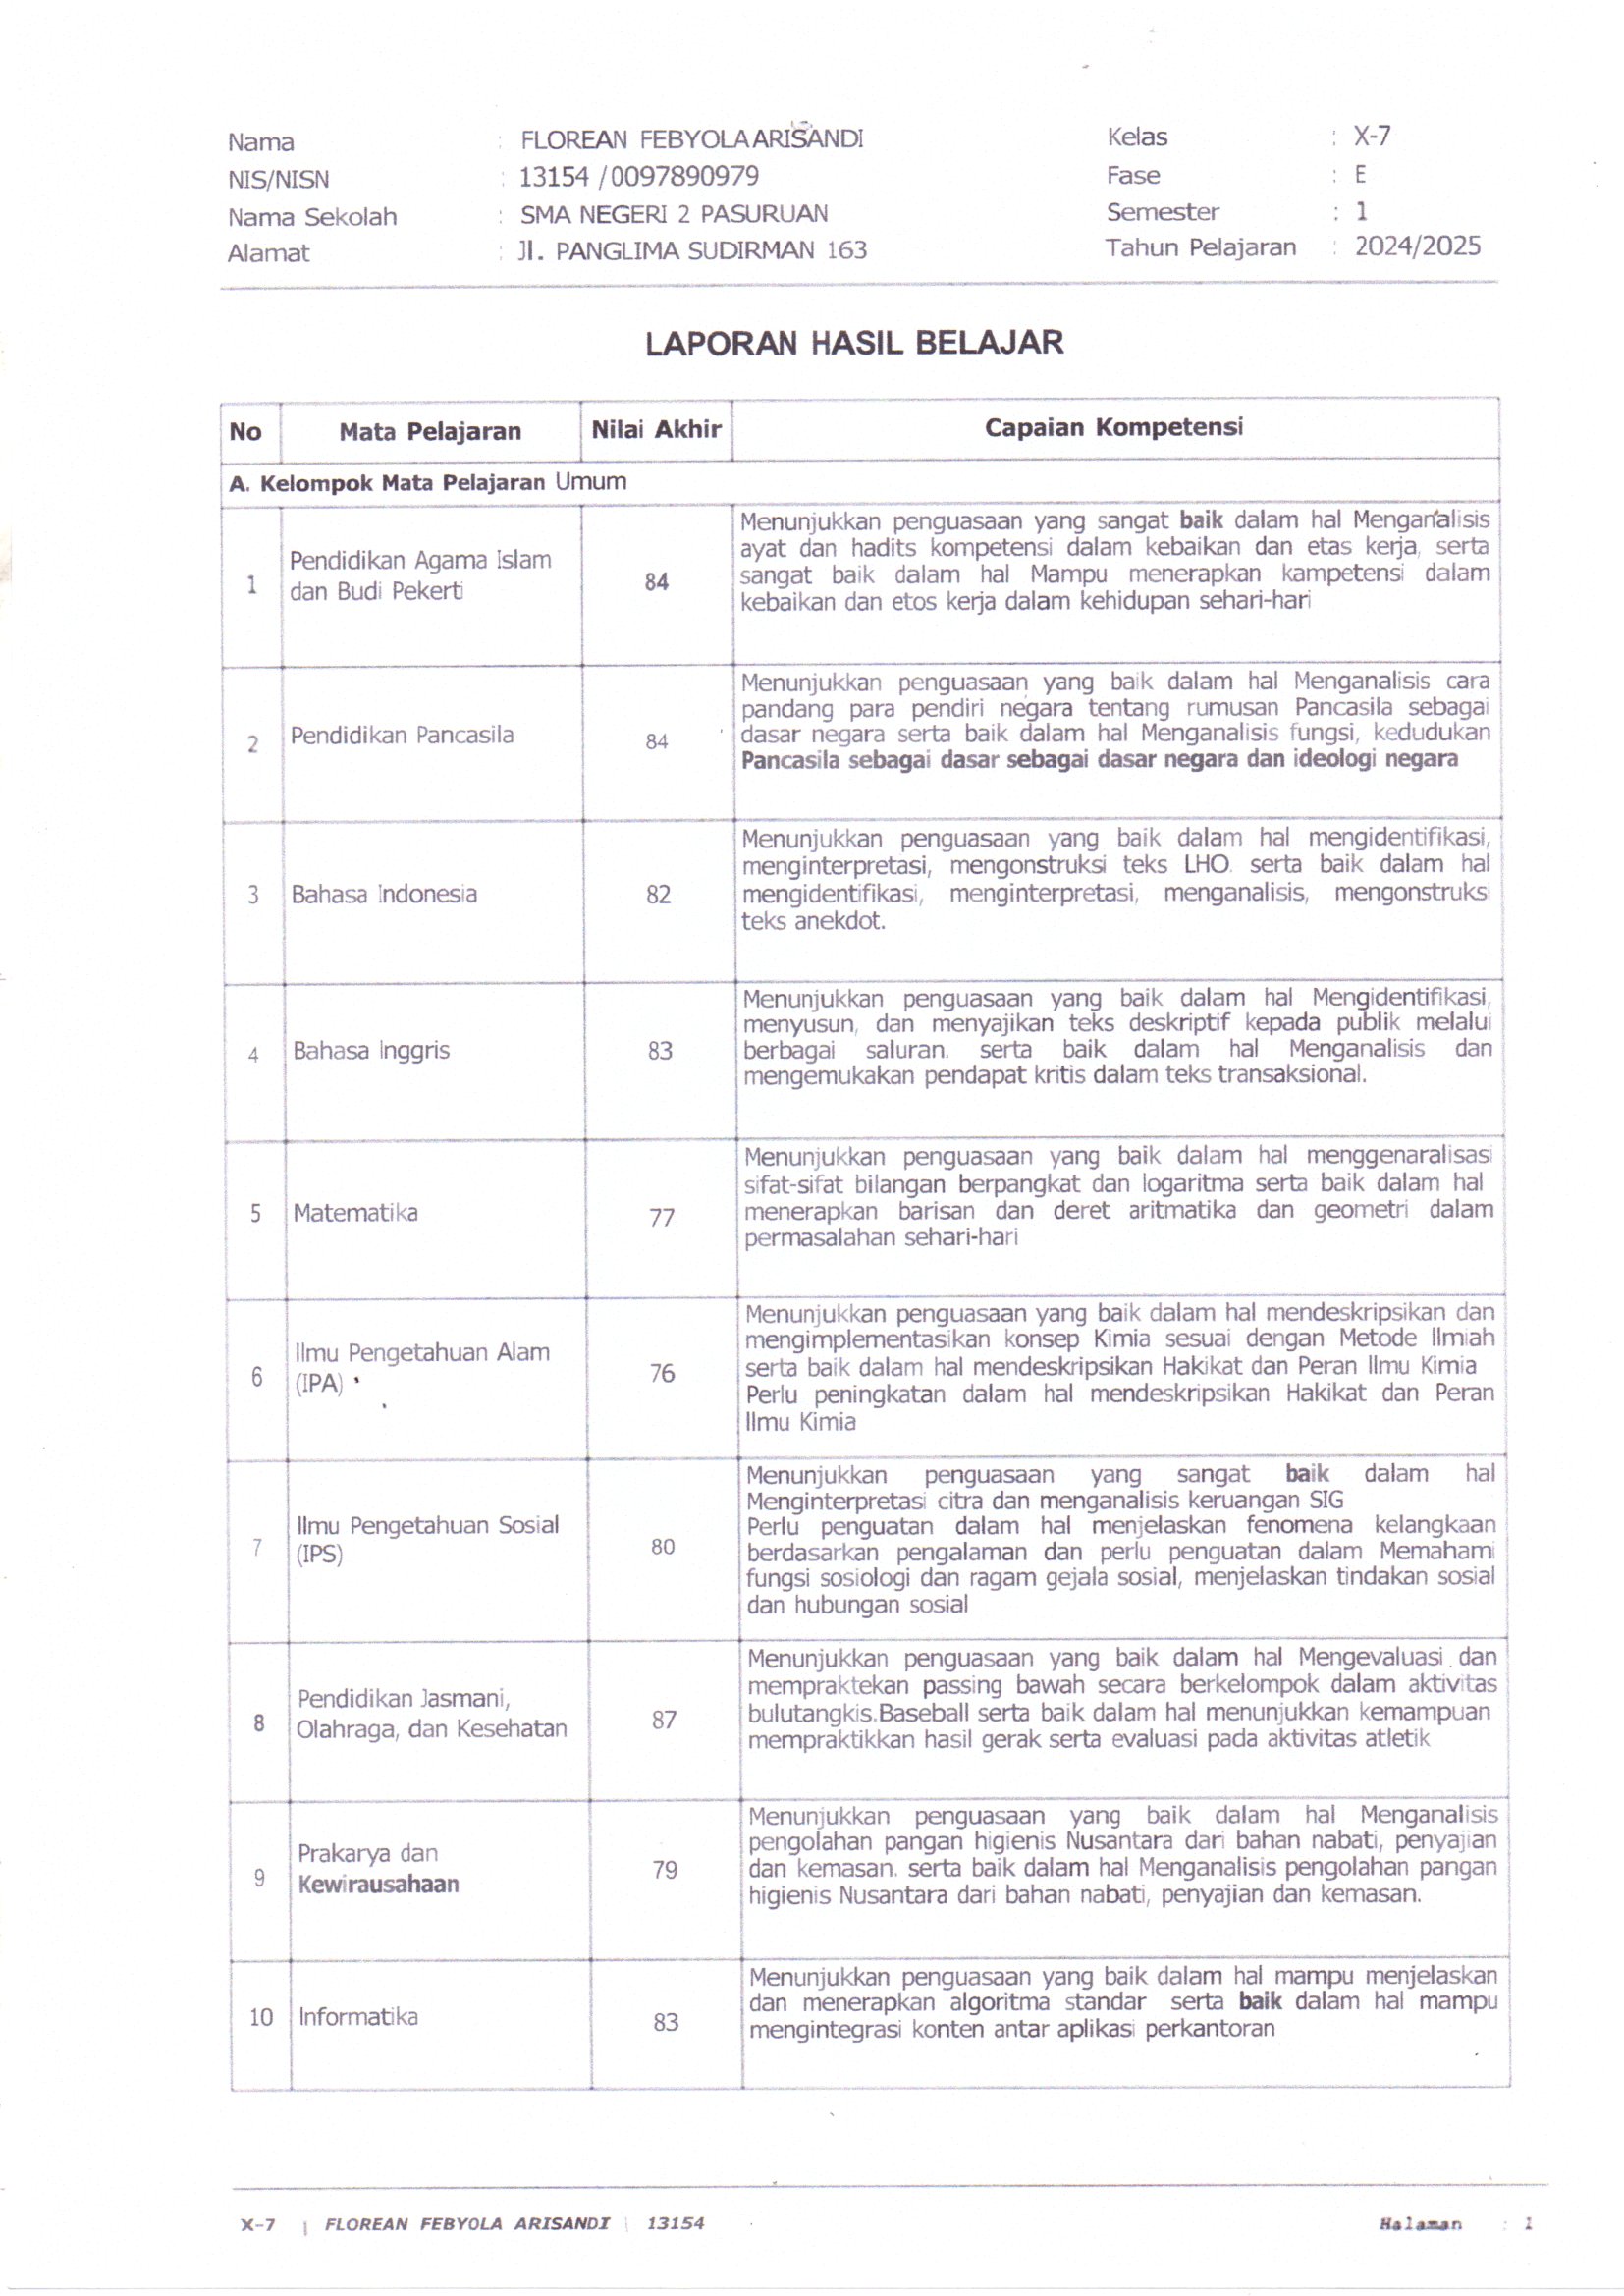 Nama : FLOREAN FEBYOLA ARISANDI
NIS/NISN : 13154 /0097890979
Nama Sekolah : SMA NEGERI 2 PASURUAN
Alamat : Jl. PANGLIMA SUDIRMAN 163
Kelas : X-7
Fase : E
Semester : 1
Tahun Pelajaran : 2024/2025
LAPORAN HASIL BELAJAR
No Mata Pelajaran Nilai Akhir Capaian Kompetensi
A. Kelompok Mata Pelajaran Umum
1
Pendidikan Agama Islam
dan Budi Pekerti
84
Menunjukkan penguasaan yang sangat baik dalam hal Menganalisis
ayat dan hadits kompetensi dalam kebaikan dan etas kerja, serta
sangat baik dalam hal Mampu menerapkan kampetensi dalam
kebaikan dan etos kerja dalam kehidupan sehari-hari
2
Pendidikan Pancasila
84
Menunjukkan penguasaan yang baik dalam hal Menganalisis cara
pandang para pendiri negara tentang rumusan Pancasila sebagai
dasar negara serta baik dalam hal Menganalisis fungsi, kedudukan
Pancasila sebagai dasar sebagai dasar negara dan ideologi negara
3
Bahasa Indonesia
82
Menunjukkan penguasaan yang baik dalam hal mengidentifikasi,
menginterpretasi, mengonstruksi teks LHO. serta baik dalam hal
mengidentifikasi, menginterpretasi, menganalisis, mengonstruksi
teks anekdot.
4
Bahasa Inggris
83
Menunjukkan penguasaan yang baik dalam hal Mengidentifikasi,
menyusun, dan menyajikan teks deskriptif kepada publik melalui
berbagai saluran. serta baik dalam hal Menganalisis dan
mengemukakan pendapat kritis dalam teks transaksional.
5
Matematika
77
Menunjukkan penguasaan yang baik dalam hal menggenaralisasi
sifat-sifat bilangan berpangkat dan logaritma serta baik dalam hal
menerapkan barisan dan deret aritmatika dan geometri dalam
permasalahan sehari-hari
6
Ilmu Pengetahuan Alam
(IPA)
76
Menunjukkan penguasaan yang baik dalam hal mendeskripsikan dan
mengimplementasikan konsep Kimia sesuai dengan Metode Ilmiah
serta baik dalam hal mendeskripsikan Hakikat dan Peran Ilmu Kimia
Perlu peningkatan dalam hal mendeskripsikan Hakikat dan Peran
Ilmu Kimia
7
Ilmu Pengetahuan Sosial
(IPS)
80
Menunjukkan penguasaan yang sangat baik dalam hal
Menginterpretasi citra dan menganalisis keruangan SIG
Perlu penguatan dalam hal menjelaskan fenomena kelangkaan
berdasarkan pengalaman dan perlu penguatan dalam Memahami
fungsi sosiologi dan ragam gejala sosial, menjelaskan tindakan sosial
dan hubungan sosial
8
Pendidikan Jasmani,
Olahraga, dan Kesehatan
87
Menunjukkan penguasaan yang baik dalam hal Mengevaluasi dan
mempraktekan passing bawah secara berkelompok dalam aktivitas
bulutangkis.Baseball serta baik dalam hal menunjukkan kemampuan
mempraktikkan hasil gerak serta evaluasi pada aktivitas atletik
9
Prakarya dan
Kewirausahaan
79
Menunjukkan penguasaan yang baik dalam hal Menganalisis
pengolahan pangan higienis Nusantara dari bahan nabati, penyajian
dan kemasan. serta baik dalam hal Menganalisis pengolahan pangan
higienis Nusantara dari bahan nabati, penyajian dan kemasan.
10
Informatika
83
Menunjukkan penguasaan yang baik dalam hal mampu menjelaskan
dan menerapkan algoritma standar serta baik dalam hal mampu
mengintegrasi konten antar aplikasi perkantoran
X-7 | FLOREAN FEBYOLA ARISANDI | 13154
Halaman : 1